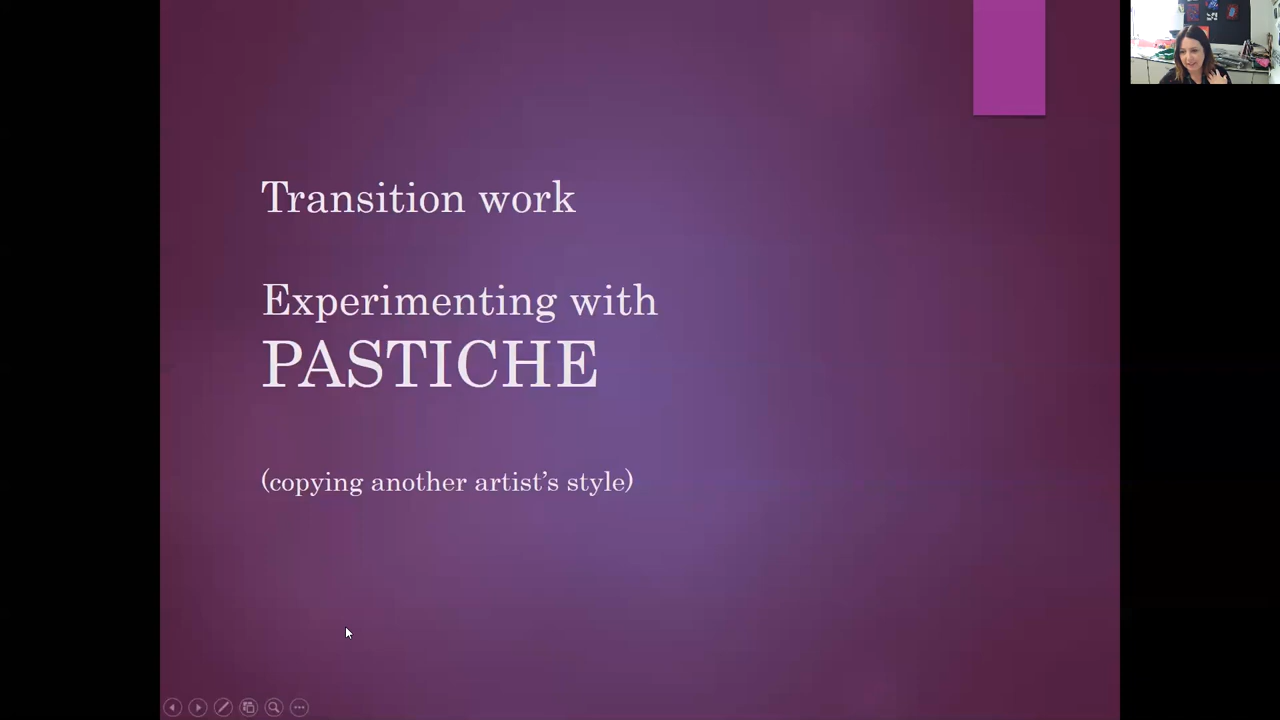 Transition work
Experimenting with
PASTICHE
(copying another artist’s style)